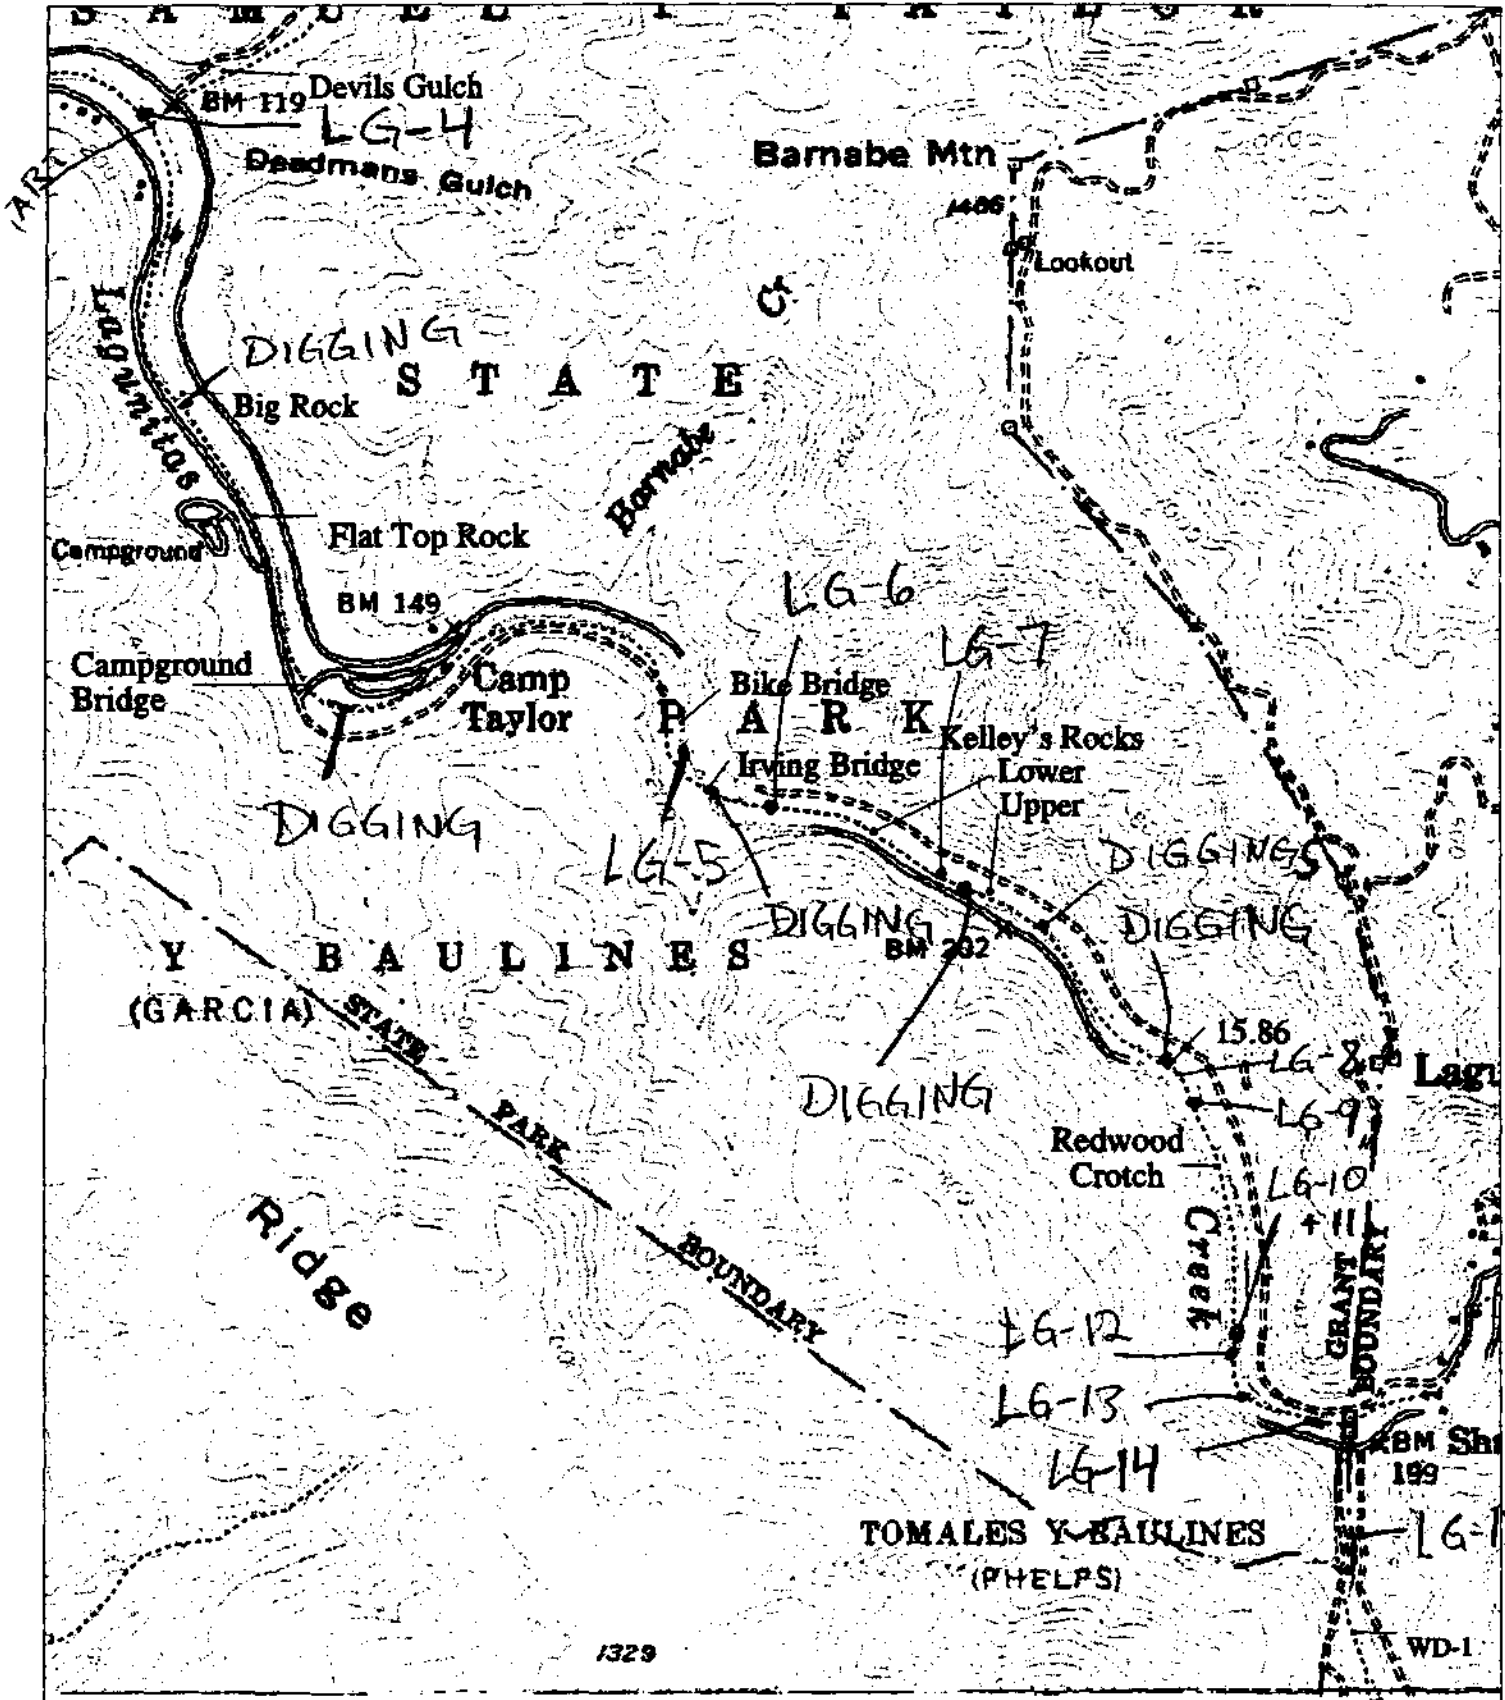 S A M U E L P T A Y L O R
Devils Gulch
BM 119
LG-4
Deadmans Gulch
Barnabe Mtn
1466
Lookout
Cr
DIGGING
Lagunitas
S T A T E
Big Rock
Barnabe
Flat Top Rock
Campground
LG-6
BM 149
LG-7
Campground
Bridge
Camp
Taylor
Bike Bridge
P A R K
Kelley's Rocks
Irving Bridge
Lower
Upper
DIGGING
LG-5
DIGGINGS
DIGGING
DIGGING
BM 202
Y BAULINES
(GARCIA)
15.86
LG-8
Lagu
DIGGING
LG-9
STATE PARK BOUNDARY
Redwood
Crotch
LG-10
+ 11
Creek
GRANT
BOUNDARY
Ridge
LG-12
LG-13
BM
199
LG-14
TOMALES Y BAULINES
LG-1
(PHELPS)
1329
WD-1